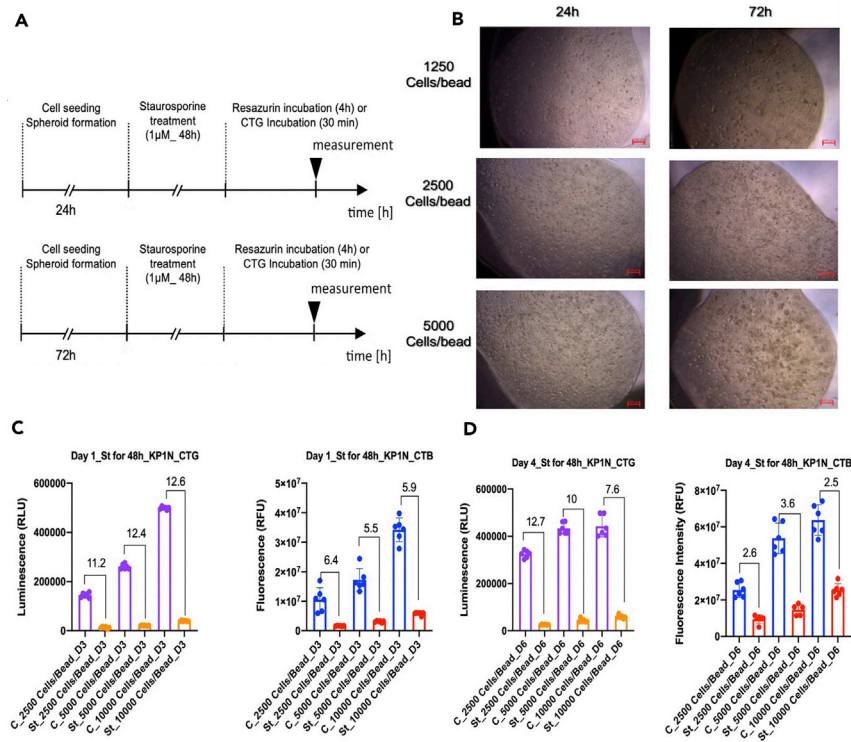 A
Cell seeding
Spheroid formation
Staurosporine
treatment
(1µM_ 48h)
Resazurin incubation (4h) or
CTG Incubation (30 min)
measurement
24h
time [h]
Cell seeding
Spheroid formation
Staurosporine
treatment
(1µM_ 48h)
Resazurin incubation (4h) or
CTG Incubation (30 min)
measurement
72h
time [h]
B
24h
72h
1250
Cells/bead
2500
Cells/bead
5000
Cells/bead
C
Day 1_St for 48h_KP1N_CTG
Luminescence (RLU)
600000
400000
200000
0
11.2
12.4
12.6
C_2500 Cells/Bead_D3
St_2500 Cells/Bead_D3
C_5000 Cells/Bead_D3
St_5000 Cells/Bead_D3
C_10000 Cells/Bead_D3
St_10000 Cells/Bead_D3
Day 1_St for 48h_KP1N_CTB
Fluorescence (RFU)
5×10⁷
4×10⁷
3×10⁷
2×10⁷
1×10⁷
0
6.4
5.5
5.9
C_2500 Cells/Bead_D3
St_2500 Cells/Bead_D3
C_5000 Cells/Bead_D3
St_5000 Cells/Bead_D3
C_10000 Cells/Bead_D3
St_10000 Cells/Bead_D3
D
Day 4_St for 48h_KP1N_CTG
Luminescence (RLU)
600000
400000
200000
0
12.7
10
7.6
C_2500 Cells/Bead_D6
St_2500 Cells/Bead_D6
C_5000 Cells/Bead_D6
St_5000 Cells/Bead_D6
C_10000 Cells/Bead_D6
St_10000 Cells/Bead_D6
Day 4_St for 48h_KP1N_CTB
Fluorescence Intensity (RFU)
8×10⁷
6×10⁷
4×10⁷
2×10⁷
0
2.6
3.6
2.5
C_2500 Cells/Bead_D6
St_2500 Cells/Bead_D6
C_5000 Cells/Bead_D6
St_5000 Cells/Bead_D6
C_10000 Cells/Bead_D6
St_10000 Cells/Bead_D6